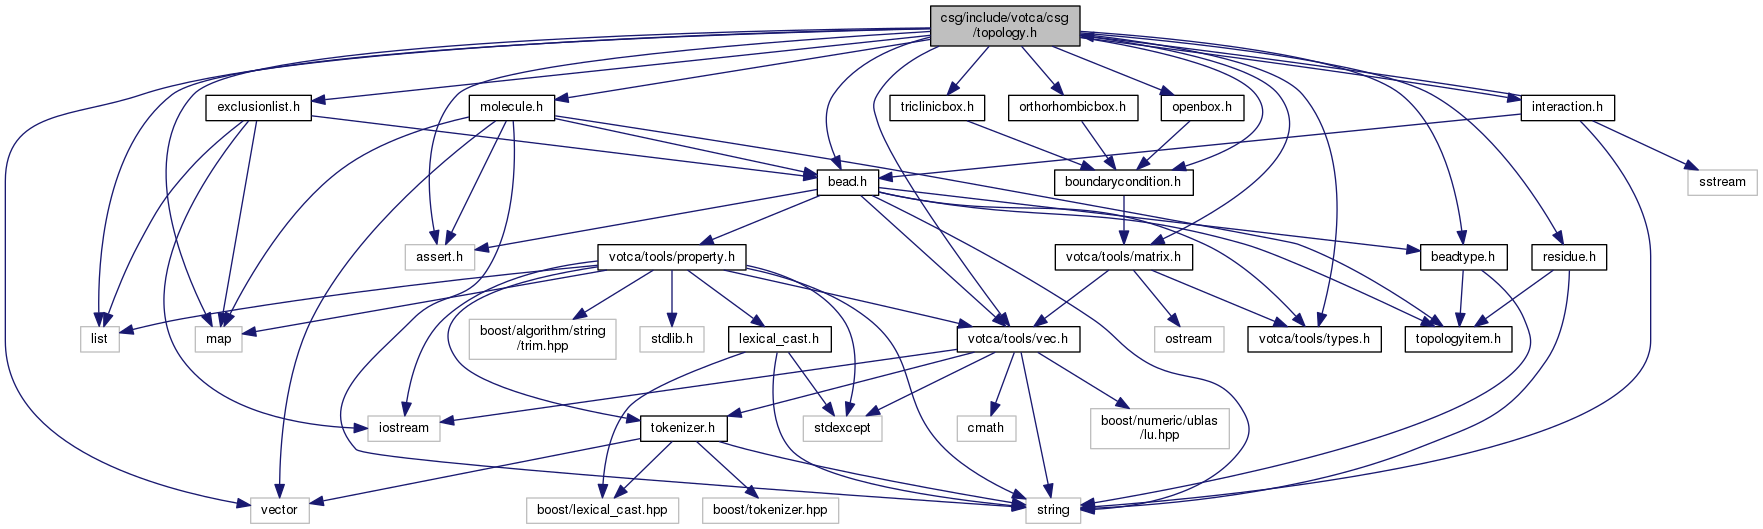 csg/include/votca/csg
/topology.h
exclusionlist.h
molecule.h
triclinicbox.h
orthorhombicbox.h
openbox.h
interaction.h
bead.h
boundarycondition.h
sstream
assert.h
votca/tools/property.h
votca/tools/matrix.h
beadtype.h
residue.h
list
map
boost/algorithm/string
/trim.hpp
stdlib.h
lexical_cast.h
votca/tools/vec.h
ostream
votca/tools/types.h
topologyitem.h
iostream
tokenizer.h
stdexcept
cmath
boost/numeric/ublas
/lu.hpp
vector
boost/lexical_cast.hpp
boost/tokenizer.hpp
string